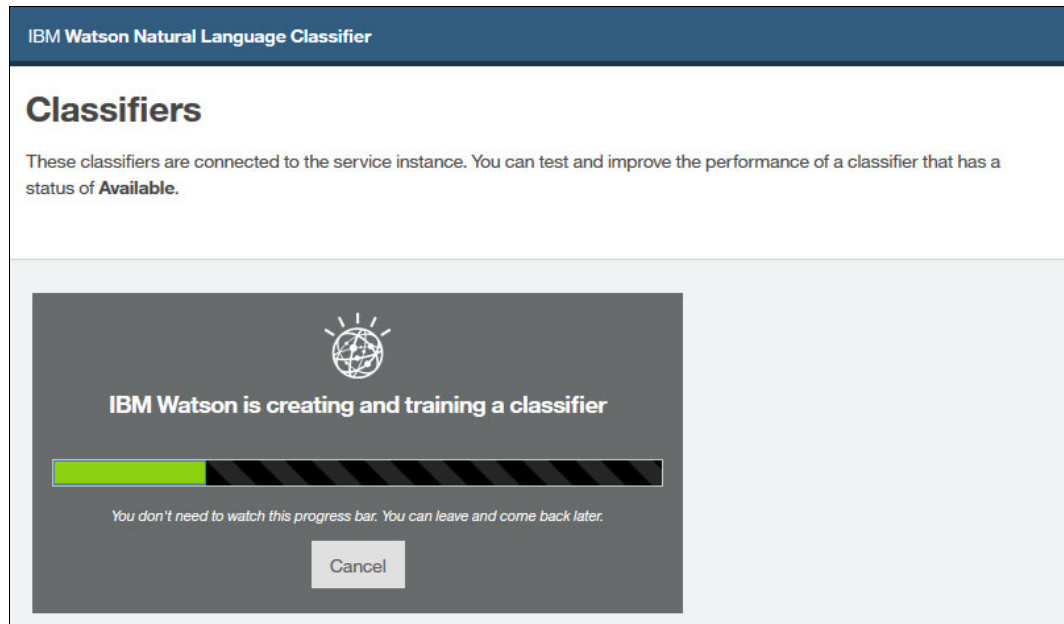 IBM Watson Natural Language Classifier
Classifiers
These classifiers are connected to the service instance. You can test and improve the performance of a classifier that has a
status of Available.
IBM Watson is creating and training a classifier
You don't need to watch this progress bar. You can leave and come back later.
Cancel